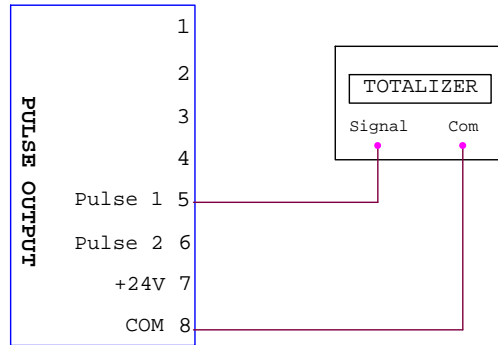 1
2
3
4
PULSE OUTPUT
Pulse 1 5
Pulse 2 6
+24V 7
COM 8
TOTALIZER
Signal Com